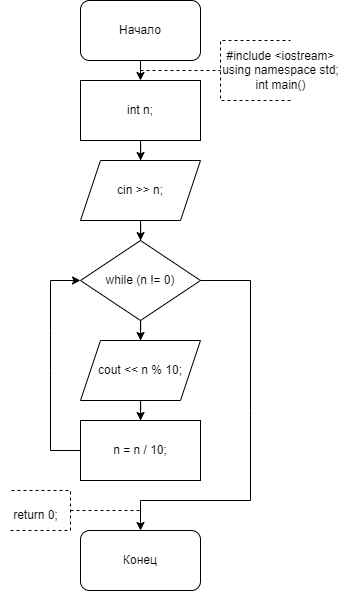 Начало
#include <iostream>
using namespace std;
int main()
int n;
cin >> n;
while (n != 0)
cout << n % 10;
n = n / 10;
return 0;
Конец